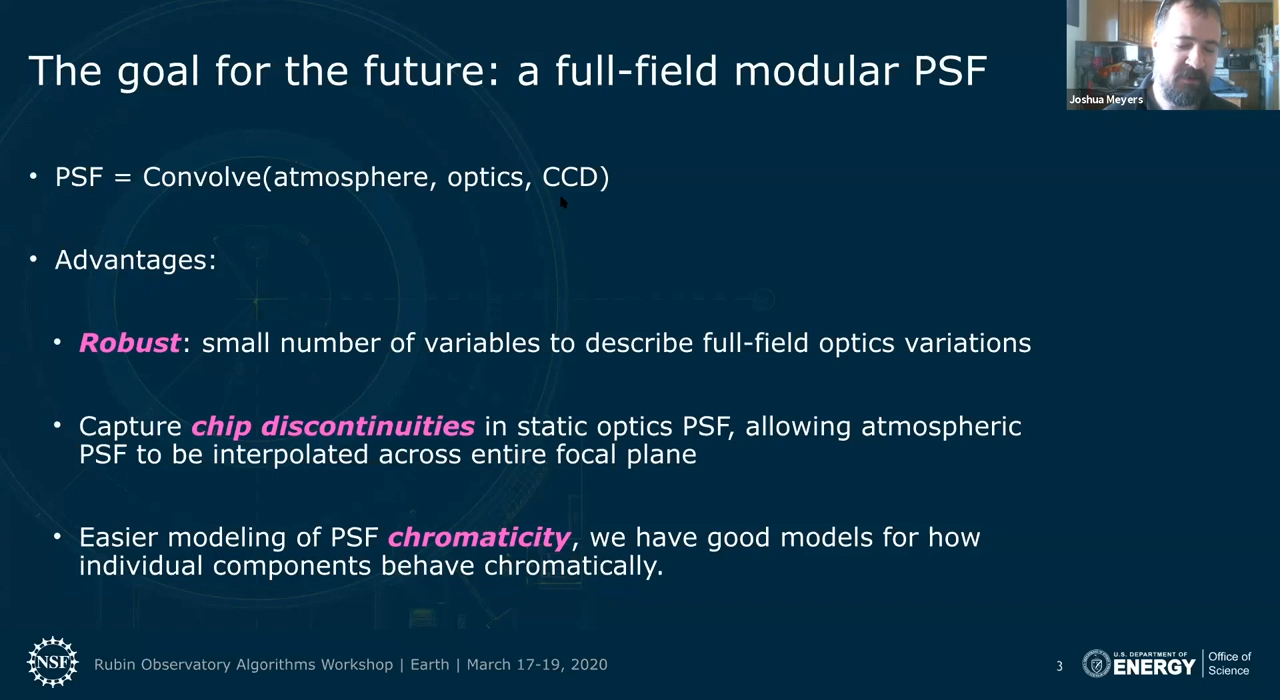 The goal for the future: a full-field modular PSF
Joshua Meyers
• PSF = Convolve(atmosphere, optics, CCD)
• Advantages:
• Robust: small number of variables to describe full-field optics variations
• Capture chip discontinuities in static optics PSF, allowing atmospheric
PSF to be interpolated across entire focal plane
• Easier modeling of PSF chromaticity, we have good models for how
individual components behave chromatically.
NSF
Rubin Observatory Algorithms Workshop | Earth | March 17-19, 2020
3
U.S. DEPARTMENT OF
ENERGY
Office of
Science